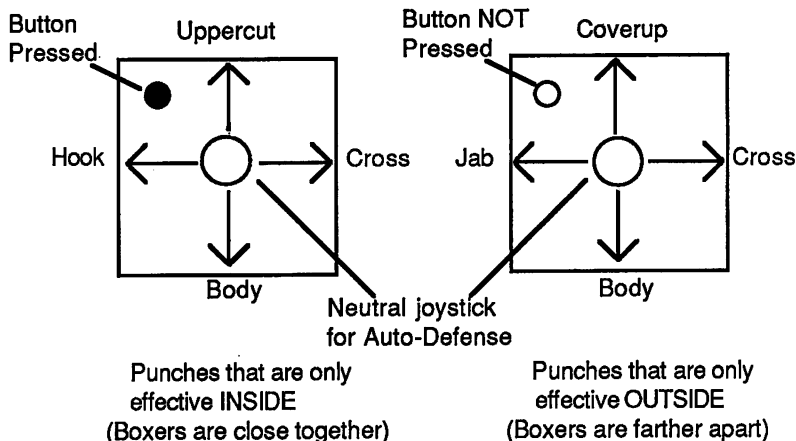 Button
Pressed
Uppercut
Hook
Cross
Body
Button NOT
Pressed
Coverup
Jab
Cross
Body
Neutral joystick
for Auto-Defense
Punches that are only
effective INSIDE
(Boxers are close together)
Punches that are only
effective OUTSIDE
(Boxers are farther apart)